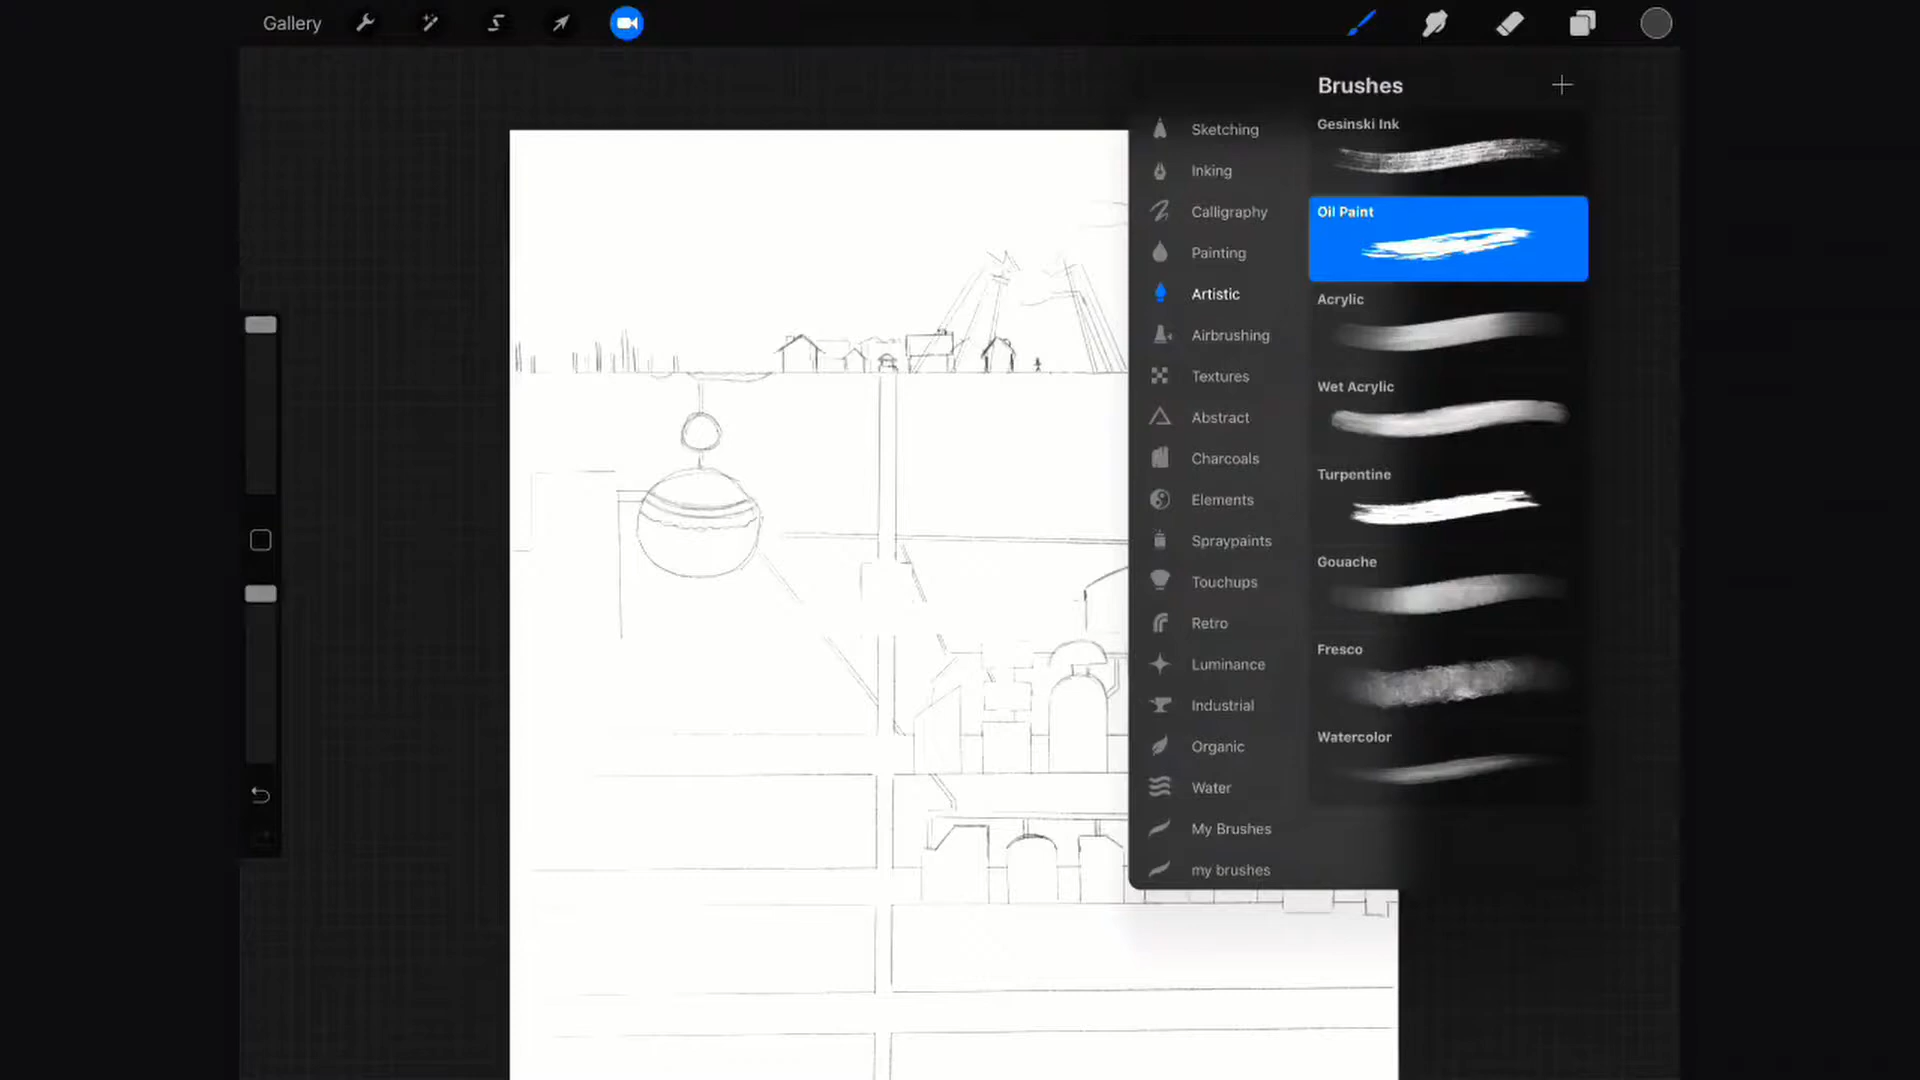 Gallery
Brushes
Sketching
Inking
Calligraphy
Painting
Artistic
Airbrushing
Textures
Abstract
Charcoals
Elements
Spraypaints
Touchups
Retro
Luminance
Industrial
Organic
Water
My Brushes
my brushes
Gesinski Ink
Oil Paint
Acrylic
Wet Acrylic
Turpentine
Gouache
Fresco
Watercolor